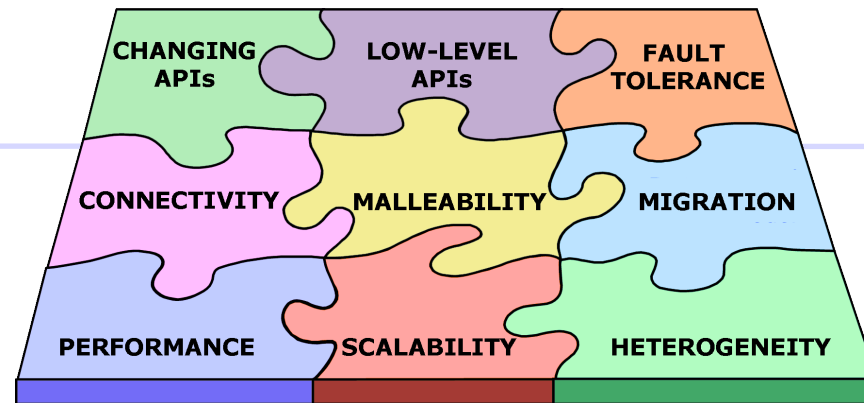 CHANGING
APIs
LOW-LEVEL
APIs
FAULT
TOLERANCE
CONNECTIVITY
MALLEABILITY
MIGRATION
PERFORMANCE
SCALABILITY
HETEROGENEITY